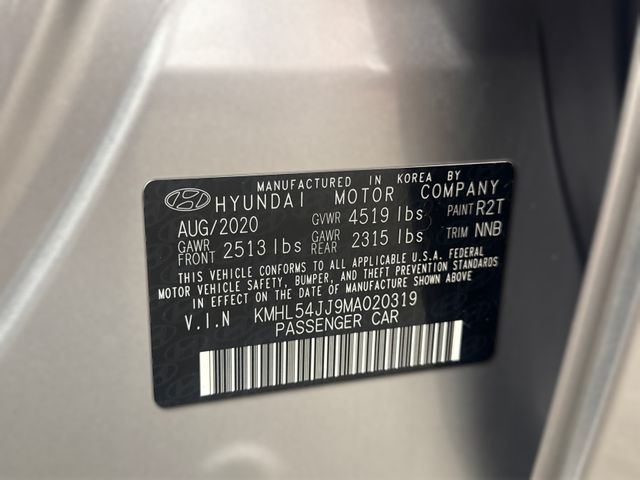 MANUFACTURED IN KOREA BY
HYUNDAI MOTOR COMPANY
AUG/2020 GVWR 4519 lbs PAINT R2T
GAWR FRONT 2513 lbs GAWR REAR 2315 lbs TRIM NNB
THIS VEHICLE CONFORMS TO ALL APPLICABLE U.S.A. FEDERAL
MOTOR VEHICLE SAFETY, BUMPER, AND THEFT PREVENTION STANDARDS
IN EFFECT ON THE DATE OF MANUFACTURE SHOWN ABOVE
V.I.N KMHL54JJ9MA020319
PASSENGER CAR